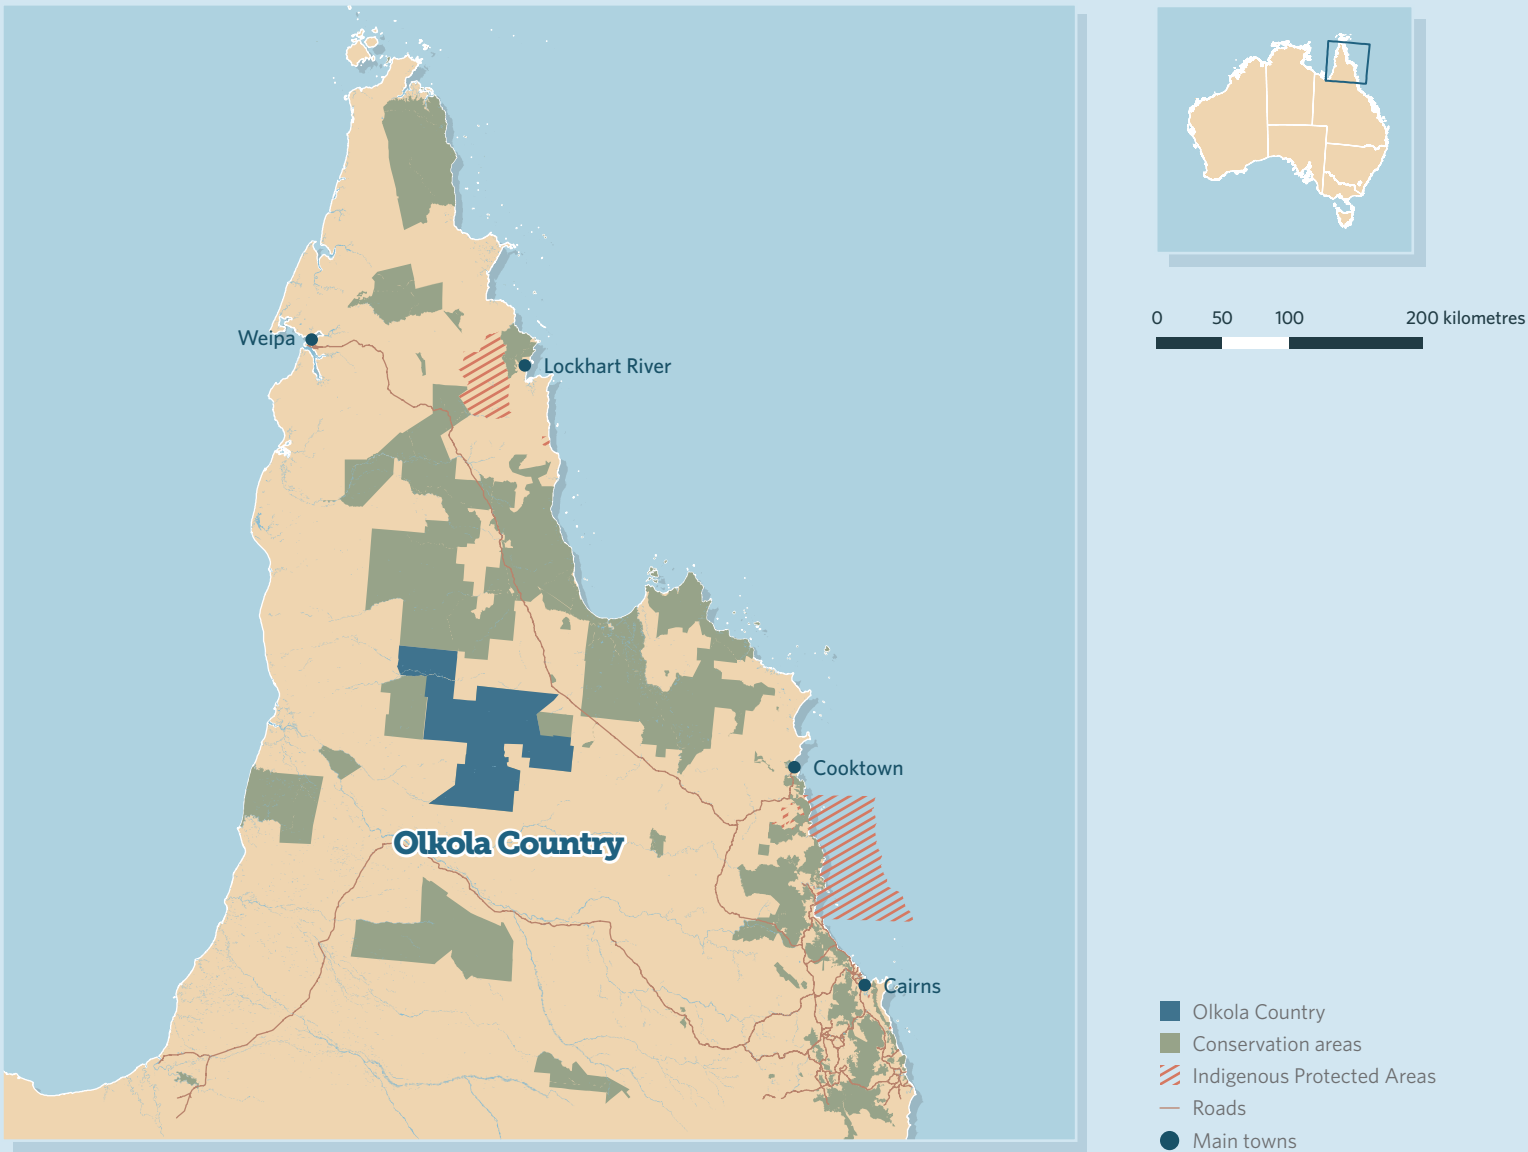 Weipa
Lockhart River
Cooktown
Olkola Country
Cairns
0 50 100 200 kilometres
Olkola Country
Conservation areas
Indigenous Protected Areas
Roads
Main towns